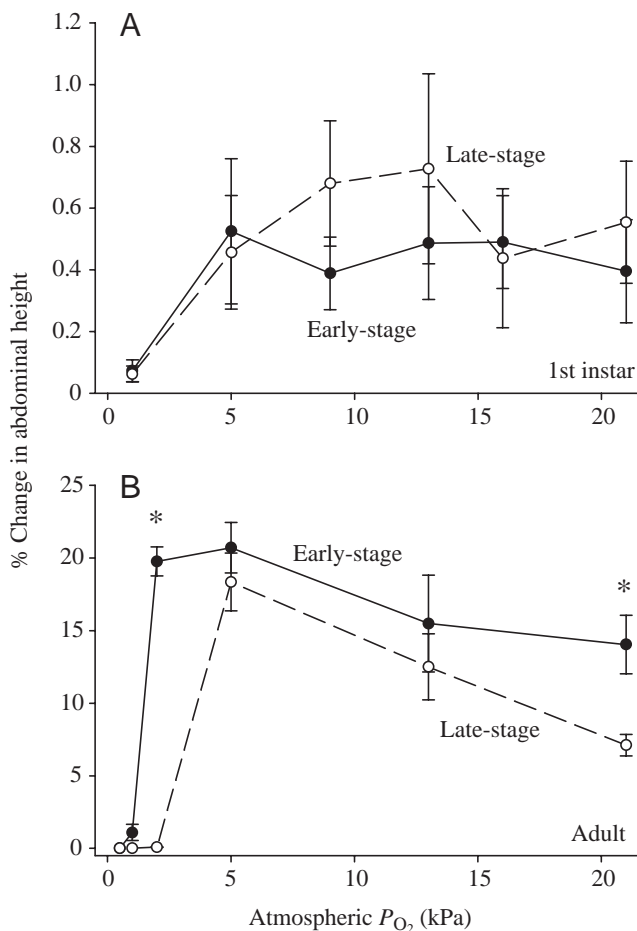 % Change in abdominal height
A
1.2
1.0
0.8
0.6
0.4
0.2
0
Late-stage
Early-stage
1st instar
0 5 10 15 20
B
25
20
15
10
5
0
*
Early-stage
*
Late-stage
Adult
0 5 10 15 20
Atmospheric P_{O_2} (kPa)